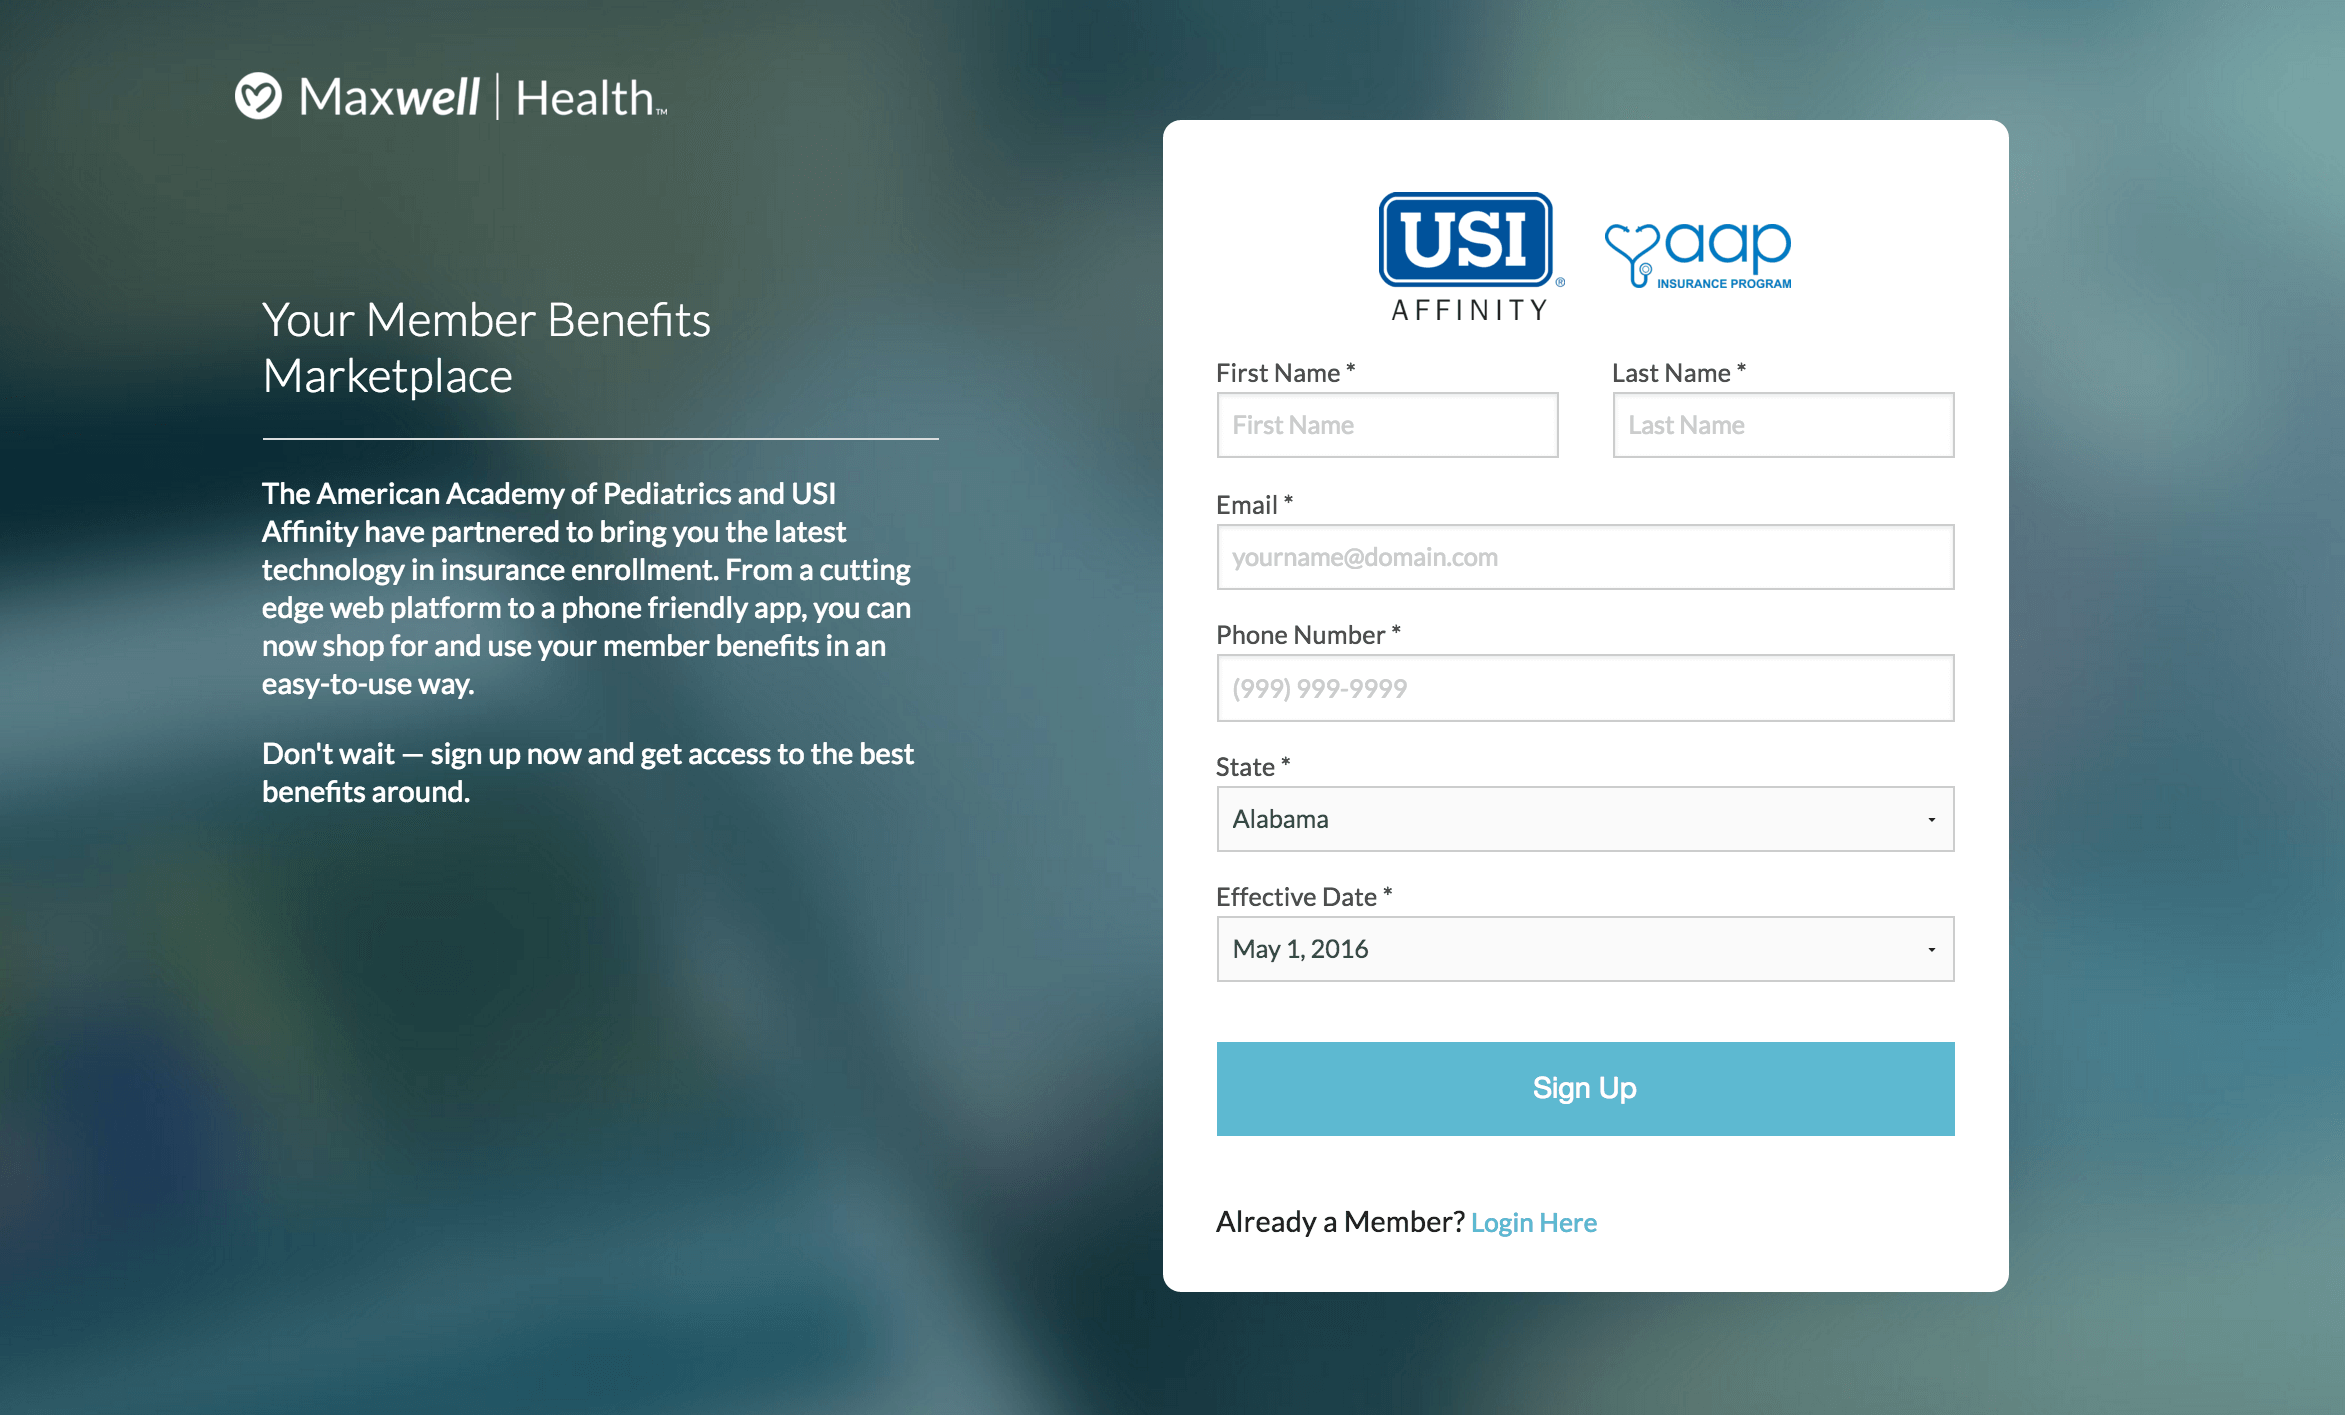 Maxwell | Health™
Your Member Benefits
Marketplace
The American Academy of Pediatrics and USI
Affinity have partnered to bring you the latest
technology in insurance enrollment. From a cutting
edge web platform to a phone friendly app, you can
now shop for and use your member benefits in an
easy-to-use way.
Don't wait — sign up now and get access to the best
benefits around.
USI®
AFFINITY
aap
INSURANCE PROGRAM
First Name * Last Name *
First Name Last Name
Email *
yourname@domain.com
Phone Number *
(999) 999-9999
State *
Alabama
Effective Date *
May 1, 2016
Sign Up
Already a Member? Login Here